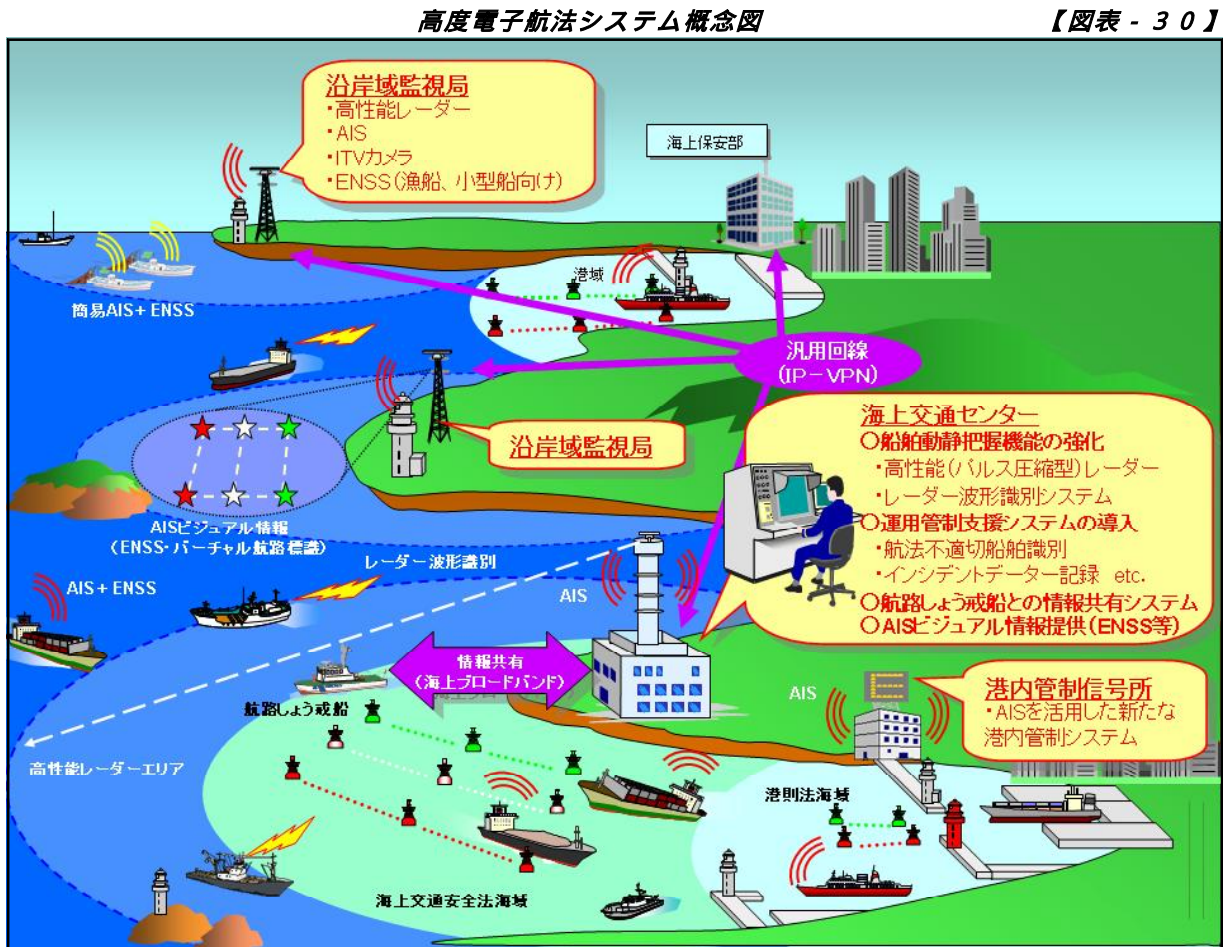 高度電子航法システム概念図
【図表-30】
沿岸域監視局
・高性能レーダー
・AIS
・ITVカメラ
・ENSS(漁船、小型船向け)
海上保安部
港域
簡易AIS+ENSS
汎用回線
(IP-VPN)
沿岸域監視局
海上交通センター
○船舶動静把握機能の強化
・高性能(パルス圧縮型)レーダー
・レーダー波形識別システム
○運用管制支援システムの導入
・航法不適切船舶識別
・インシデントデーター記録 etc.
○航路しょう戒船との情報共有システム
○AISビジュアル情報提供(ENSS等)
AISビジュアル情報
(ENSS・バーチャル航路標識)
レーダー波形識別
AIS+ENSS
AIS
情報共有
(海上ブロードバンド)
航路しょう戒船
高性能レーダーエリア
AIS
港内管制信号所
・AISを活用した新たな
港内管制システム
港則法海域
海上交通安全法海域